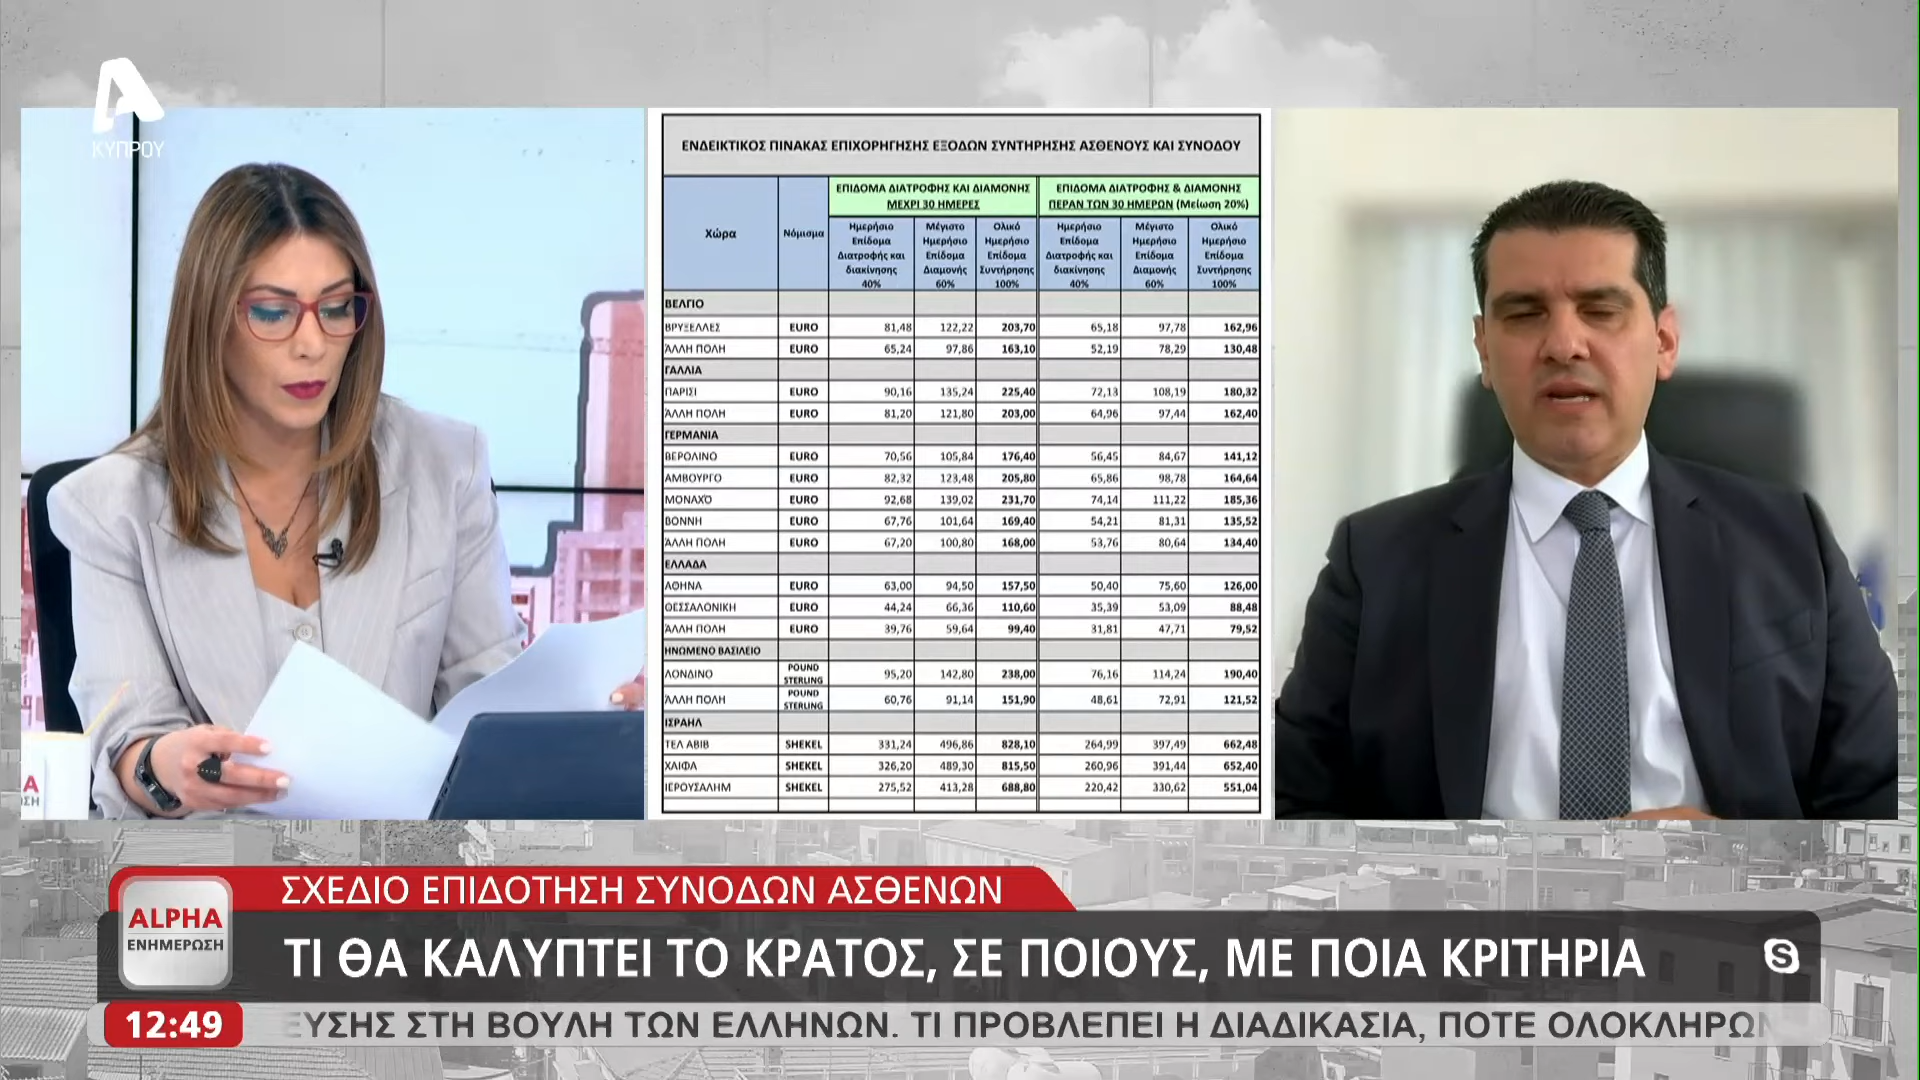 ΚΥΠΡΟΥ
ΕΝΔΕΙΚΤΙΚΟΣ ΠΙΝΑΚΑΣ ΕΠΙΧΟΡΗΓΗΣΗΣ ΕΞΟΔΩΝ ΣΥΝΤΗΡΗΣΗΣ ΑΣΘΕΝΟΥΣ ΚΑΙ ΣΥΝΟΔΟΥ
ΕΠΙΔΟΜΑ ΔΙΑΤΡΟΦΗΣ ΚΑΙ ΔΙΑΜΟΝΗΣ ΜΕΧΡΙ 30 ΗΜΕΡΕΣ
ΕΠΙΔΟΜΑ ΔΙΑΤΡΟΦΗΣ & ΔΙΑΜΟΝΗΣ ΠΕΡΑΝ ΤΩΝ 30 ΗΜΕΡΩΝ (Μείωση 20%)
Χώρα Νόμισμα Ημερήσιο Επίδομα Διατροφής και διακίνησης 40% Μέγιστο Ημερήσιο Επίδομα Διαμονής 60% Ολικό Ημερήσιο Επίδομα Συντήρησης 100% Ημερήσιο Επίδομα Διατροφής και διακίνησης 40% Μέγιστο Ημερήσιο Επίδομα Διαμονής 60% Ολικό Ημερήσιο Επίδομα Συντήρησης 100%
ΒΕΛΓΙΟ
ΒΡΥΞΕΛΛΕΣ EURO 81,48 122,22 203,70 65,18 97,78 162,96
ΆΛΛΗ ΠΟΛΗ EURO 65,24 97,86 163,10 52,19 78,29 130,48
ΓΑΛΛΙΑ
ΠΑΡΙΣΙ EURO 90,16 135,24 225,40 72,13 108,19 180,32
ΆΛΛΗ ΠΟΛΗ EURO 81,20 121,80 203,00 64,96 97,44 162,40
ΓΕΡΜΑΝΙΑ
ΒΕΡΟΛΙΝΟ EURO 70,56 105,84 176,40 56,45 84,67 141,12
ΑΜΒΟΥΡΓΟ EURO 82,32 123,48 205,80 65,86 98,78 164,64
ΜΟΝΑΧΌ EURO 92,68 139,02 231,70 74,14 111,22 185,36
ΒΟΝΝΗ EURO 67,76 101,64 169,40 54,21 81,31 135,52
ΆΛΛΗ ΠΟΛΗ EURO 67,20 100,80 168,00 53,76 80,64 134,40
ΕΛΛΑΔΑ
ΑΘΗΝΑ EURO 63,00 94,50 157,50 50,40 75,60 126,00
ΘΕΣΣΑΛΟΝΙΚΗ EURO 44,24 66,36 110,60 35,39 53,09 88,48
ΆΛΛΗ ΠΟΛΗ EURO 39,76 59,64 99,40 31,81 47,71 79,52
ΗΝΩΜΕΝΟ ΒΑΣΙΛΕΙΟ
ΛΟΝΔΙΝΟ POUND STERLING 95,20 142,80 238,00 76,16 114,24 190,40
ΆΛΛΗ ΠΟΛΗ POUND STERLING 60,76 91,14 151,90 48,61 72,91 121,52
ΙΣΡΑΗΛ
ΤΕΛ ΑΒΙΒ SHEKEL 331,24 496,86 828,10 264,99 397,49 662,48
ΧΑΙΦΑ SHEKEL 326,20 489,30 815,50 260,96 391,44 652,40
ΙΕΡΟΥΣΑΛΗΜ SHEKEL 275,52 413,28 688,80 220,42 330,62 551,04
ΣΧΕΔΙΟ ΕΠΙΔΟΤΗΣΗ ΣΥΝΟΔΩΝ ΑΣΘΕΝΩΝ
ALPHA
ΕΝΗΜΕΡΩΣΗ
ΤΙ ΘΑ ΚΑΛΥΠΤΕΙ ΤΟ ΚΡΑΤΟΣ, ΣΕ ΠΟΙΟΥΣ, ΜΕ ΠΟΙΑ ΚΡΙΤΗΡΙΑ
12:49
ΕΥΣΗΣ ΣΤΗ ΒΟΥΛΗ ΤΩΝ ΕΛΛΗΝΩΝ. ΤΙ ΠΡΟΒΛΕΠΕΙ Η ΔΙΑΔΙΚΑΣΙΑ, ΠΟΤΕ ΟΛΟΚΛΗΡΩΝ